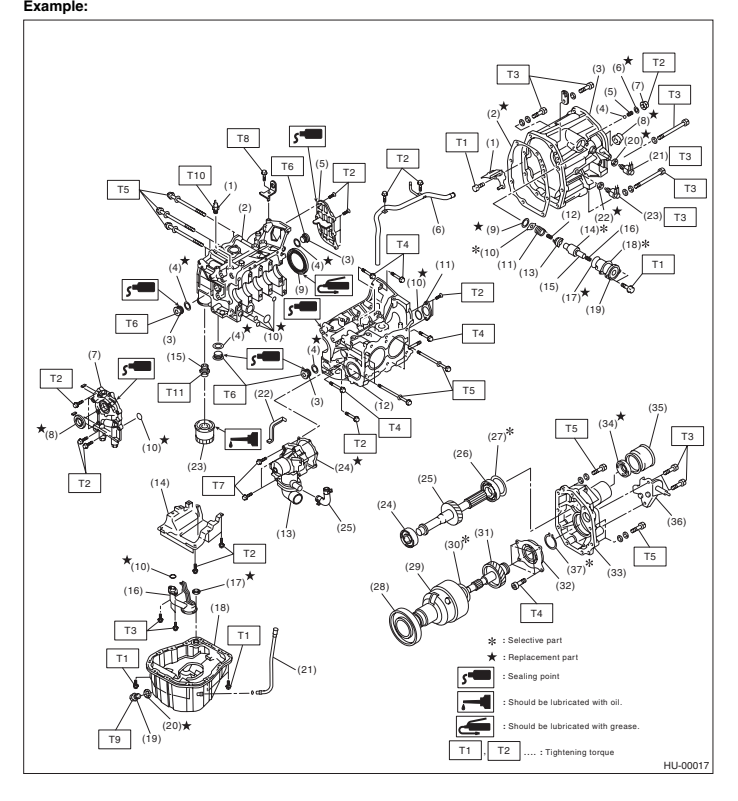 Example:
T3
(3)
(6)★
(7)
T2
(5)
(4)
T3
(2)★
(8)★
T1
(1)
(20)★
(21)
T3
T3
(22)★
(23)
T3
★(9)
*(10)
(11)
(12)
(13)
(14)*
(15)
(16)
(17)★
(18)*
(19)
T1
T8
T10
(1)
T5
(2)
T6
(5)
T2
T2
(6)
(4)★
(3)
(9)
(4)★
T6
(3)
(10)★
(4)★
T4
(10)★
(11)
T2
T4
(4)★
(3)
T5
(12)
T4
T2
T6
(15)
T11
(23)
(7)
T2
★(8)
(10)★
T2
(22)
(24)★
T7
(13)
(25)
(14)
T2
★(10)
(16)
(17)★
T3
(18)
T1
T1
(21)
T9
(19)
(20)★
(27)*
(26)
(25)
(24)
(28)
(29)
(30)*
(31)
(32)
T4
T5
(34)★
(35)
T3
(36)
T5
(33)
(37)*
* : Selective part
★ : Replacement part
: Sealing point
: Should be lubricated with oil.
: Should be lubricated with grease.
T1 , T2 .... : Tightening torque
HU-00017